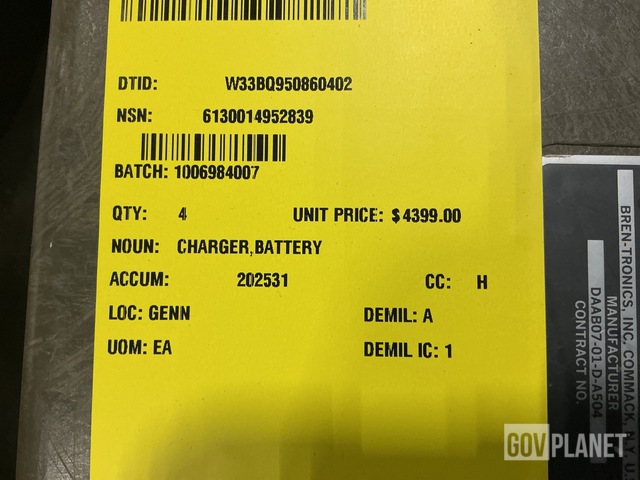 DTID: W33BQ950860402
NSN: 6130014952839
BATCH: 1006984007
QTY: 4 UNIT PRICE: $4399.00
NOUN: CHARGER,BATTERY
ACCUM: 202531 CC: H
LOC: GENN DEMIL: A
UOM: EA DEMIL IC: 1
BREN-TRONICS, INC. COMMACK, N.Y. U.S
MANUFACTURER
DAAB07-01-D-A504
CONTRACT NO.
GOVPLANET